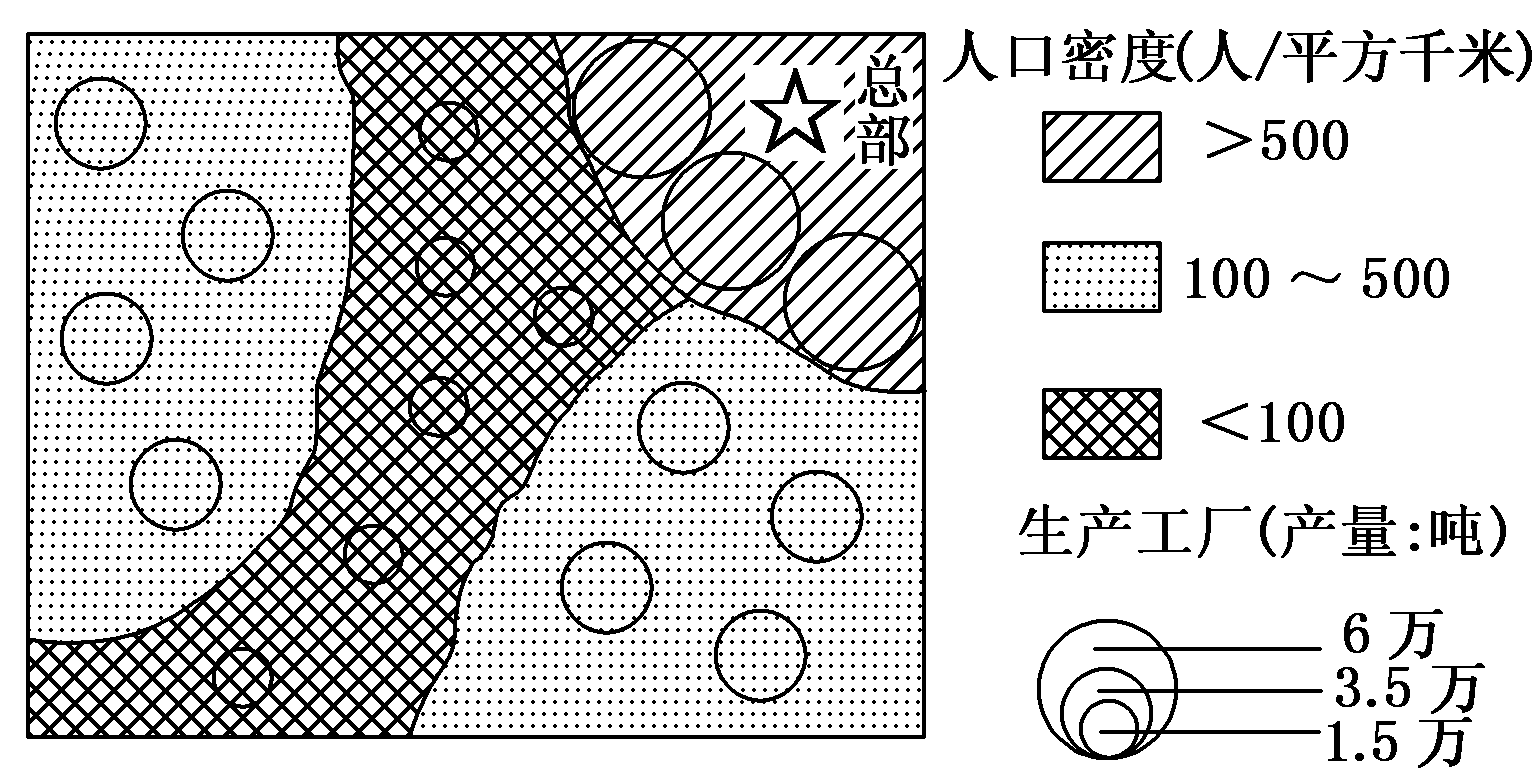 总部
人口密度(人/平方千米)
>500
100～500
<100
生产工厂(产量:吨)
6 万
3.5 万
1.5 万